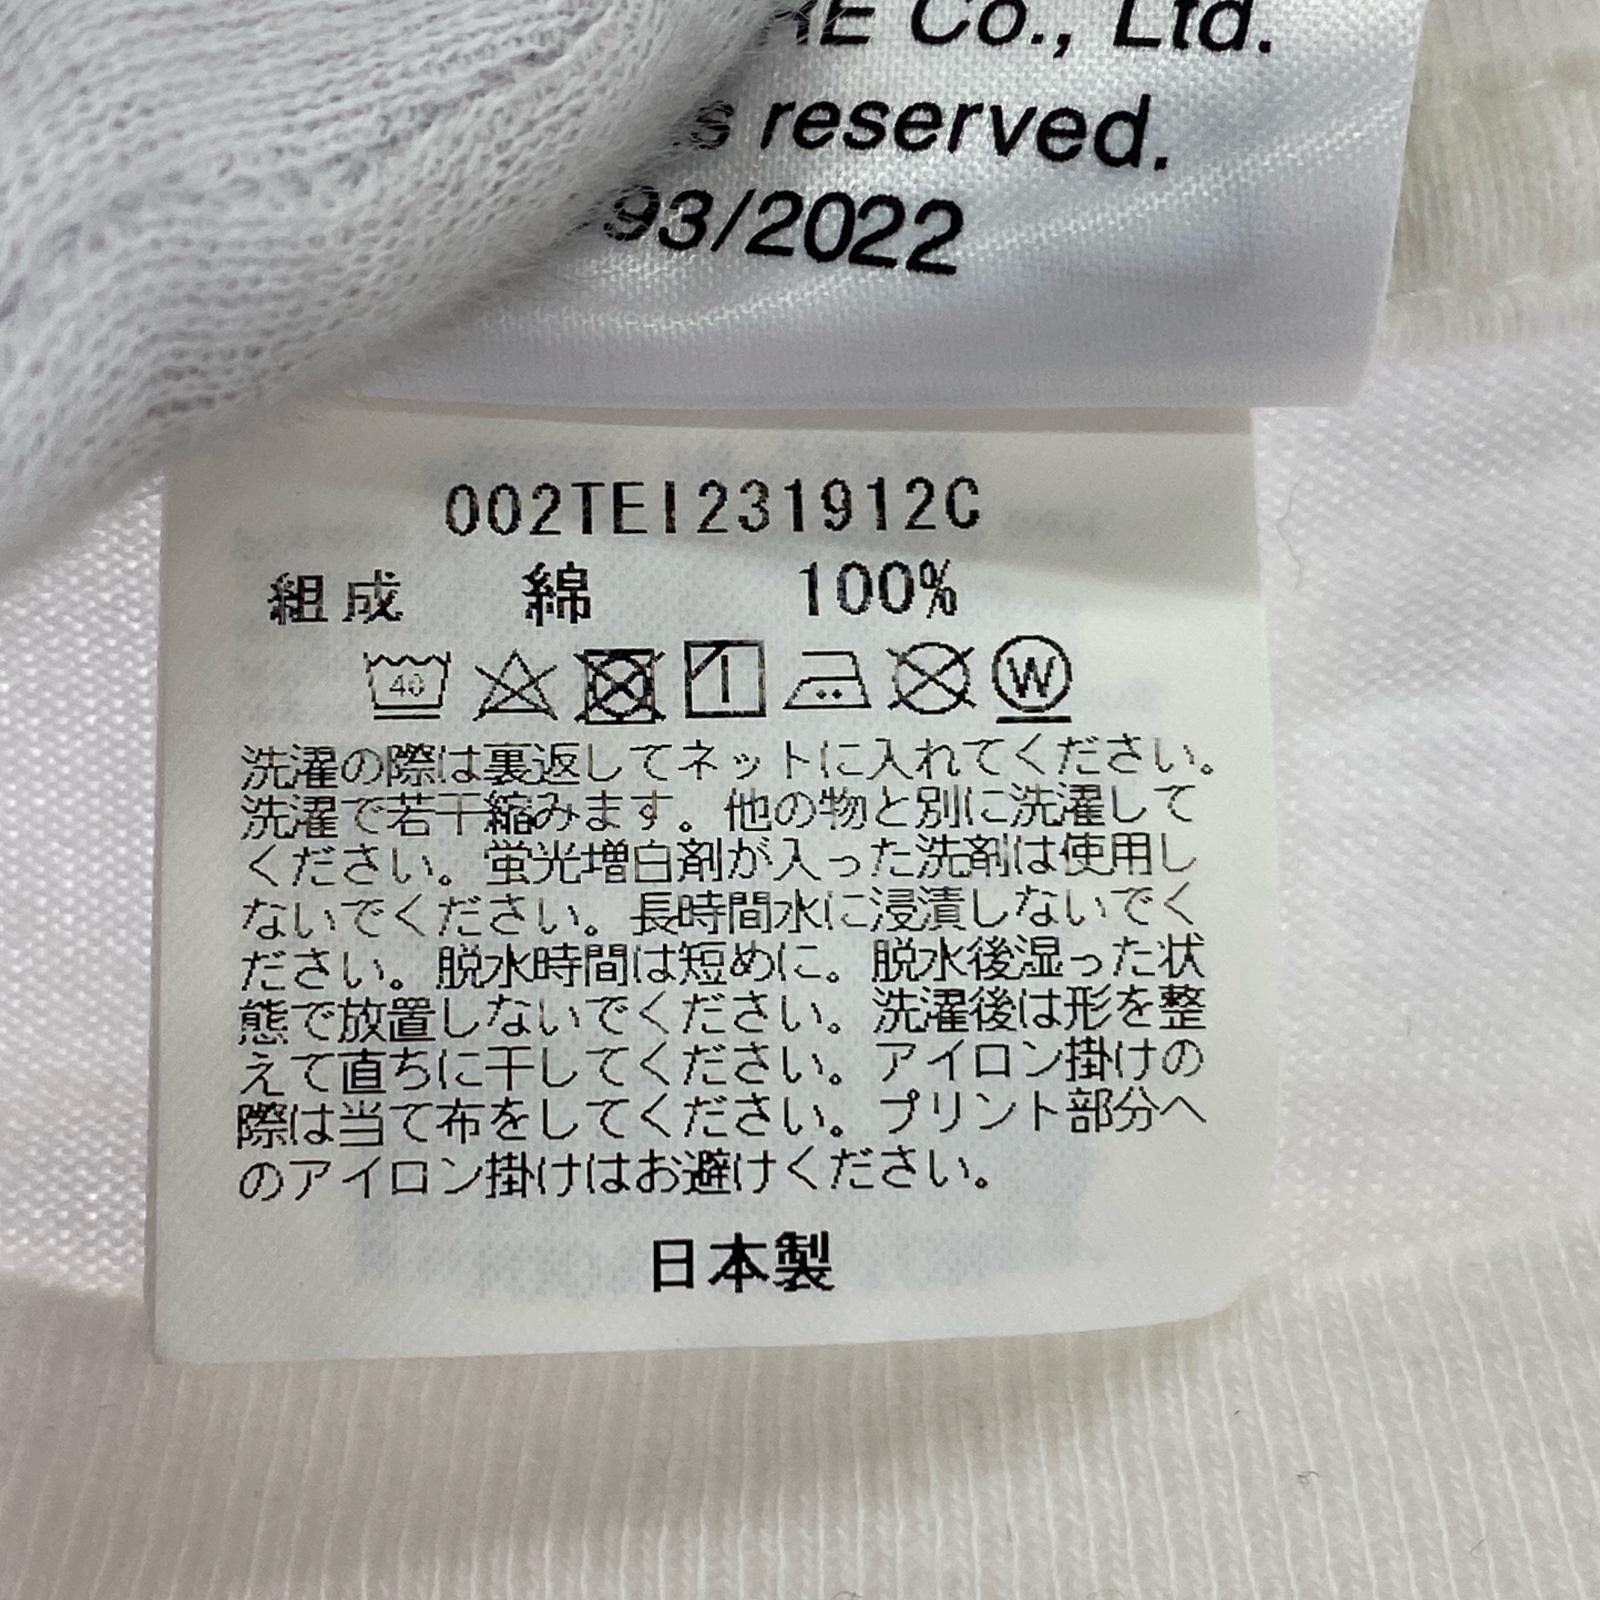 Co., Ltd.
reserved.
93/2022
002TEI231912C
組成 綿 100%
40
W
洗濯の際は裏返してネットに入れてください。
洗濯で若干縮みます。他の物と別に洗濯して
ください。蛍光増白剤が入った洗剤は使用し
ないでください。長時間水に浸漬しないでく
ださい。脱水時間は短めに。脱水後湿った状
態で放置しないでください。洗濯後は形を整
えて直ちに干してください。アイロン掛けの
際は当て布をしてください。プリント部分へ
のアイロン掛けはお避けください。
日本製